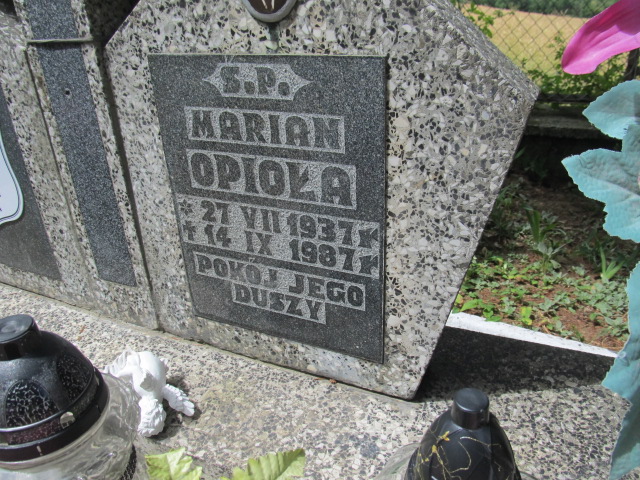 Ś.P.
MARIAN
OPIOŁA
* 27 VII 1937 R
† 14 IX 1987 R
POKÓJ JEGO
DUSZY